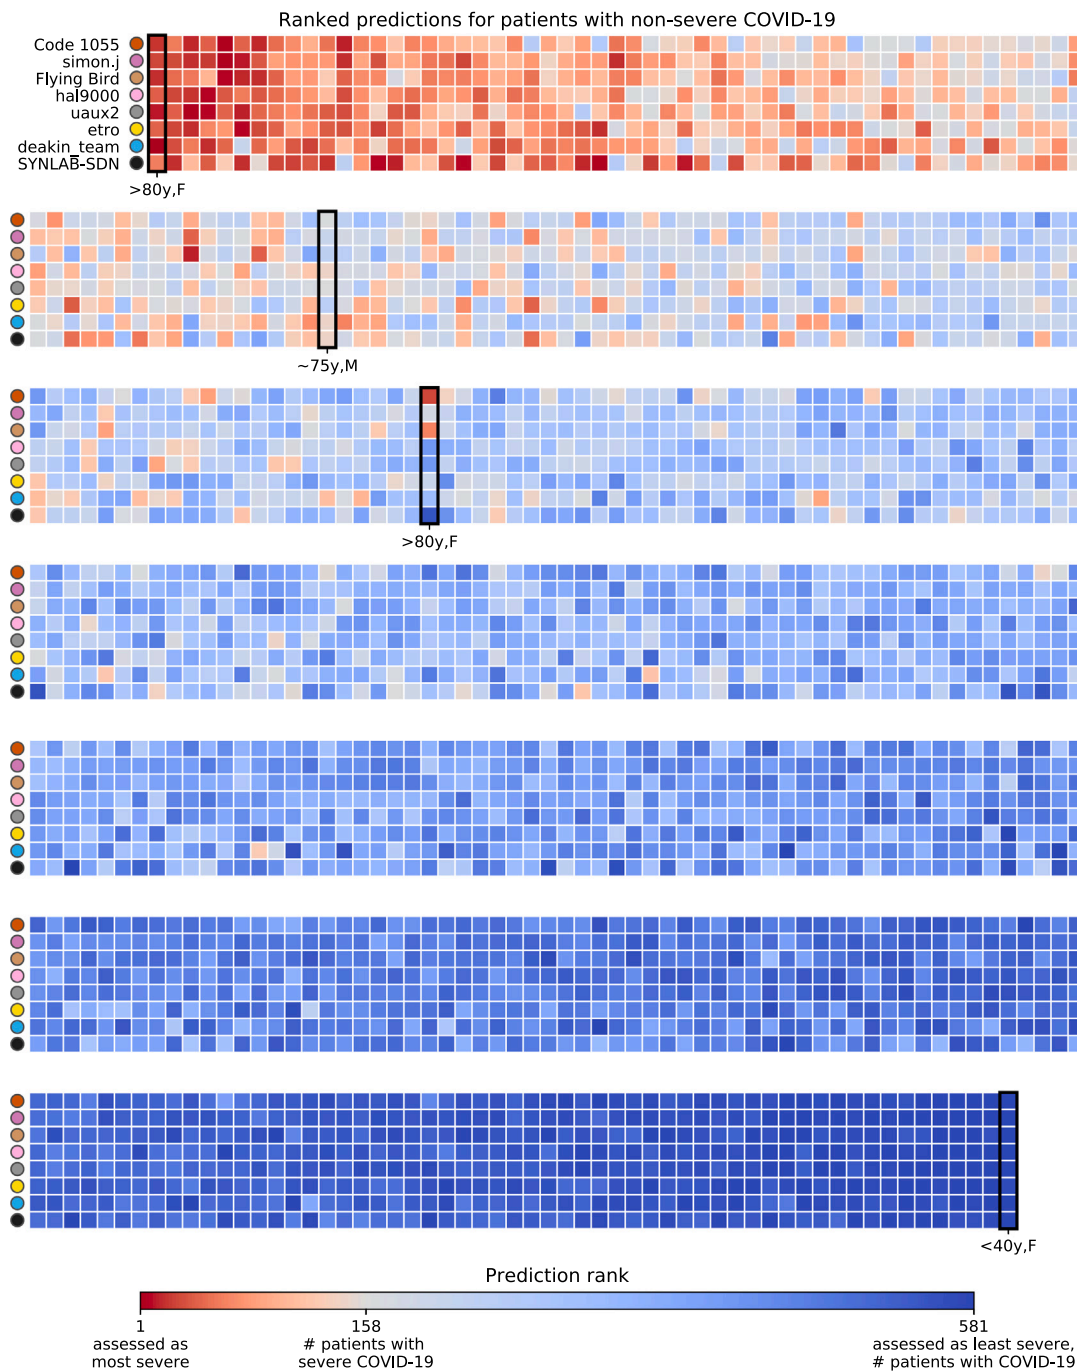 Ranked predictions for patients with non-severe COVID-19
Code 1055
simon.j
Flying Bird
hal9000
uaux2
etro
deakin_team
SYNLAB-SDN
>80y,F
~75y,M
>80y,F
<40y,F
Prediction rank
1
158
581
assessed as
most severe
# patients with
severe COVID-19
assessed as least severe,
# patients with COVID-19